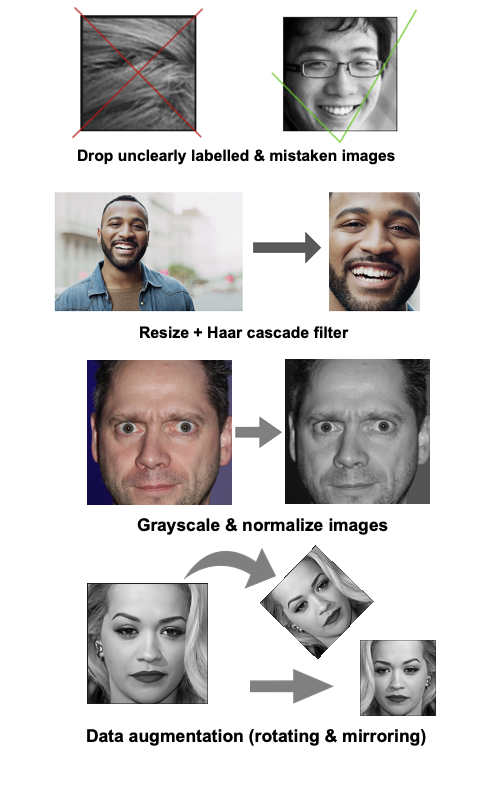 Drop unclearly labelled & mistaken images
Resize + Haar cascade filter
Grayscale & normalize images
Data augmentation (rotating & mirroring)